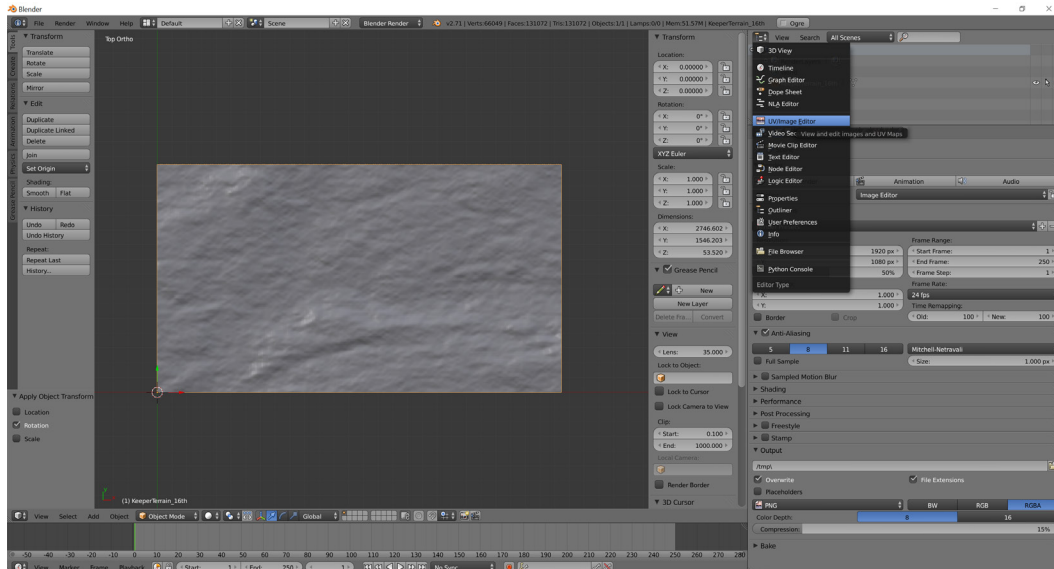 Blender
File Render Window Help Default Scene Blender Render v2.71 | Verts:66049 | Faces:131072 | Tris:131072 | Objects:1/1 | Lamps:0/0 | Mem:51.57M | KeeperTerrain_16th Ogre
Tools
Create
Relations
Animation
Physics
Grease Pencil
Transform
Translate
Rotate
Scale
Mirror
Edit
Duplicate
Duplicate Linked
Delete
Join
Set Origin
Shading:
Smooth Flat
History
Undo Redo
Undo History
Repeat:
Repeat Last
History...
Apply Object Transform
Location
Rotation
Scale
Top Ortho
(1) KeeperTerrain_16th
Transform
Location:
X: 0.00000
Y: 0.00000
Z: 0.00000
Rotation:
X: 0°
Y: 0°
Z: 0°
XYZ Euler
Scale:
X: 1.000
Y: 1.000
Z: 1.000
Dimensions:
X: 2746.602
Y: 1546.203
Z: 53.520
Grease Pencil
New
New Layer
Delete Fra... Convert
View
Lens: 35.000
Lock to Object:
Lock to Cursor
Lock Camera to View
Clip:
Start: 0.100
End: 1000.000
Local Camera:
Render Border
3D Cursor
View Search All Scenes
3D View
Timeline
Graph Editor
Dope Sheet
NLA Editor
UV/Image Editor
Video Se View and edit images and UV Maps
Movie Clip Editor
Text Editor
Node Editor
Logic Editor
Properties
Outliner
User Preferences
Info
File Browser
Python Console
Editor Type
Animation Audio
Image Editor
1920 px
1080 px
50%
X: 1.000
Y: 1.000
Border Crop
Frame Range:
Start Frame: 1
End Frame: 250
Frame Step: 1
Frame Rate:
24 fps
Time Remapping:
Old: 100 New: 100
Anti-Aliasing
5 8 11 16 Mitchell-Netravali
Full Sample Size: 1.000 px
Sampled Motion Blur
Shading
Performance
Post Processing
Freestyle
Stamp
Output
/tmp\
Overwrite File Extensions
Placeholders
PNG BW RGB RGBA
Color Depth: 8 16
Compression: 15%
Bake
View Select Add Object Object Mode Global
-50 -40 -30 -20 -10 0 10 20 30 40 50 60 70 80 90 100 110 120 130 140 150 160 170 180 190 200 210 220 230 240 250 260 270 280
View Marker Frame Playback Start: 1 End: 250 1 No Sync